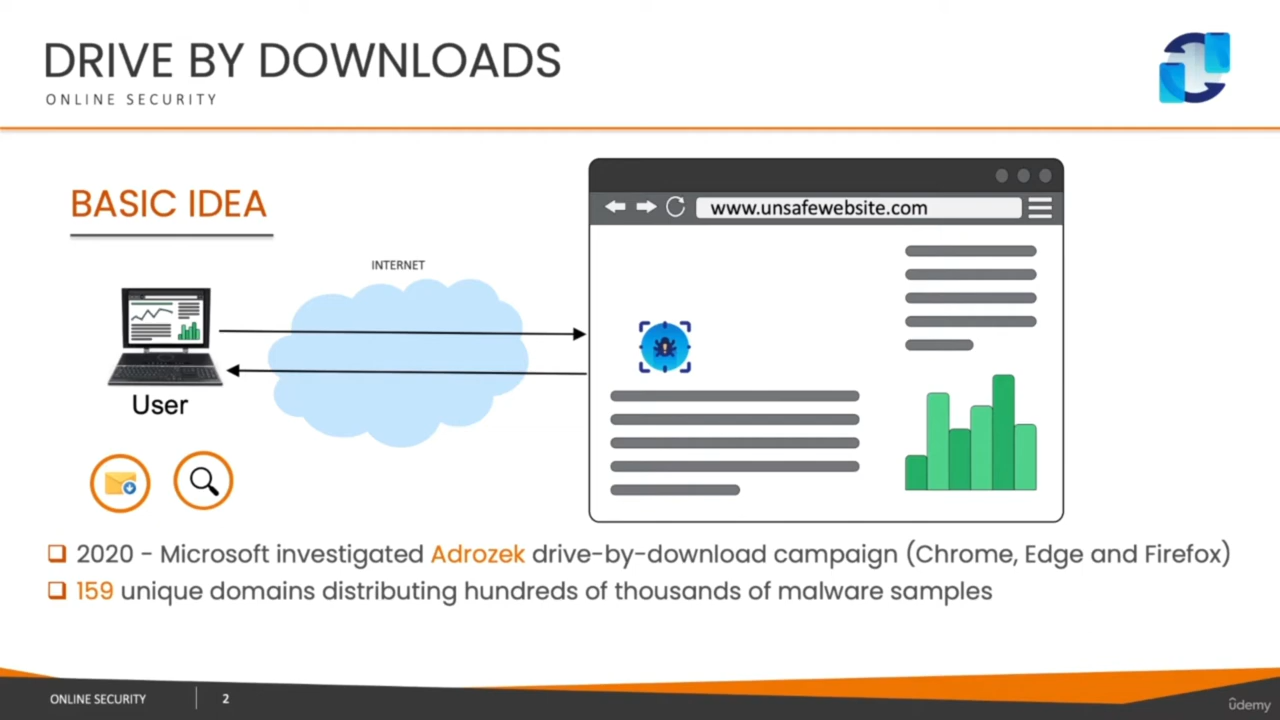 DRIVE BY DOWNLOADS
ONLINE SECURITY
BASIC IDEA
INTERNET
www.unsafewebsite.com
User
2020 - Microsoft investigated Adrozek drive-by-download campaign (Chrome, Edge and Firefox)
159 unique domains distributing hundreds of thousands of malware samples
ONLINE SECURITY
2
ûdemy